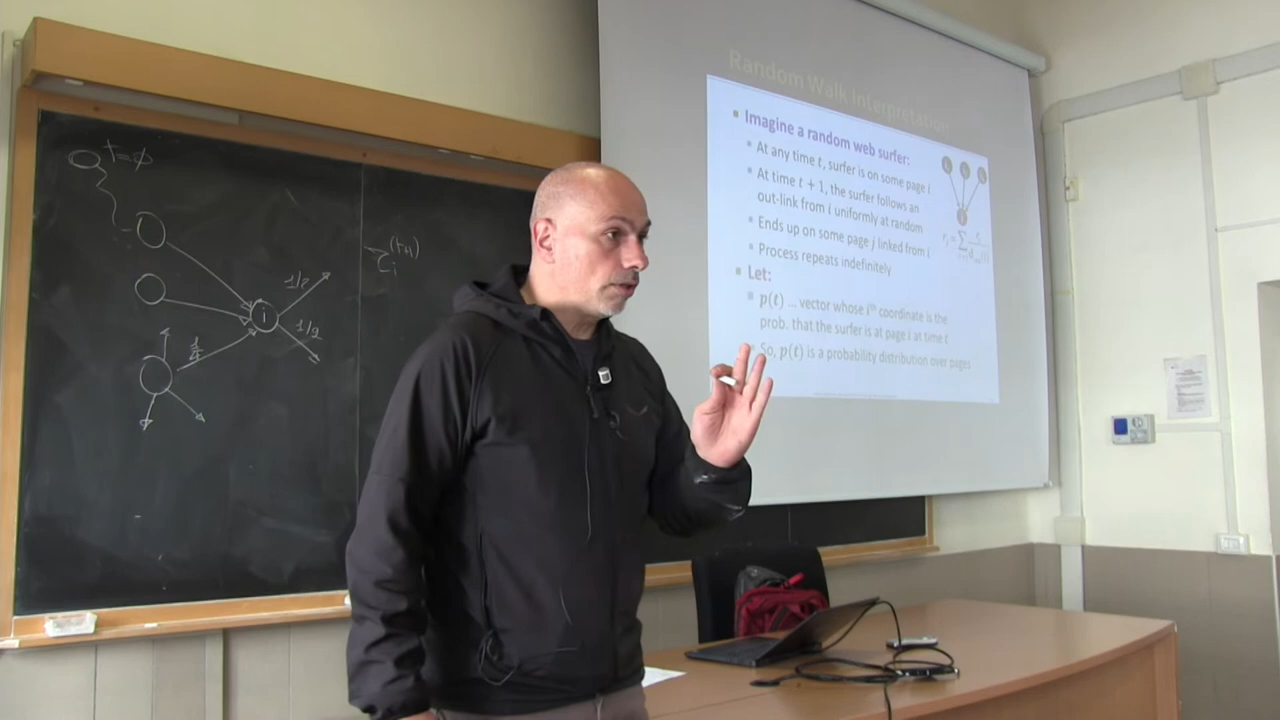 t=φ
1/2
1/2
1/4
r_i^(t+1)
Random Walk Interpretation
▪ Imagine a random web surfer:
▪ At any time t, surfer is on some page i
▪ At time t + 1, the surfer follows an
out-link from i uniformly at random
▪ Ends up on some page j linked from i
▪ Process repeats indefinitely
▪ Let:
▪ p(t) … vector whose iᵗʰ coordinate is the
prob. that the surfer is at page i at time t
▪ So, p(t) is a probability distribution over pages
i